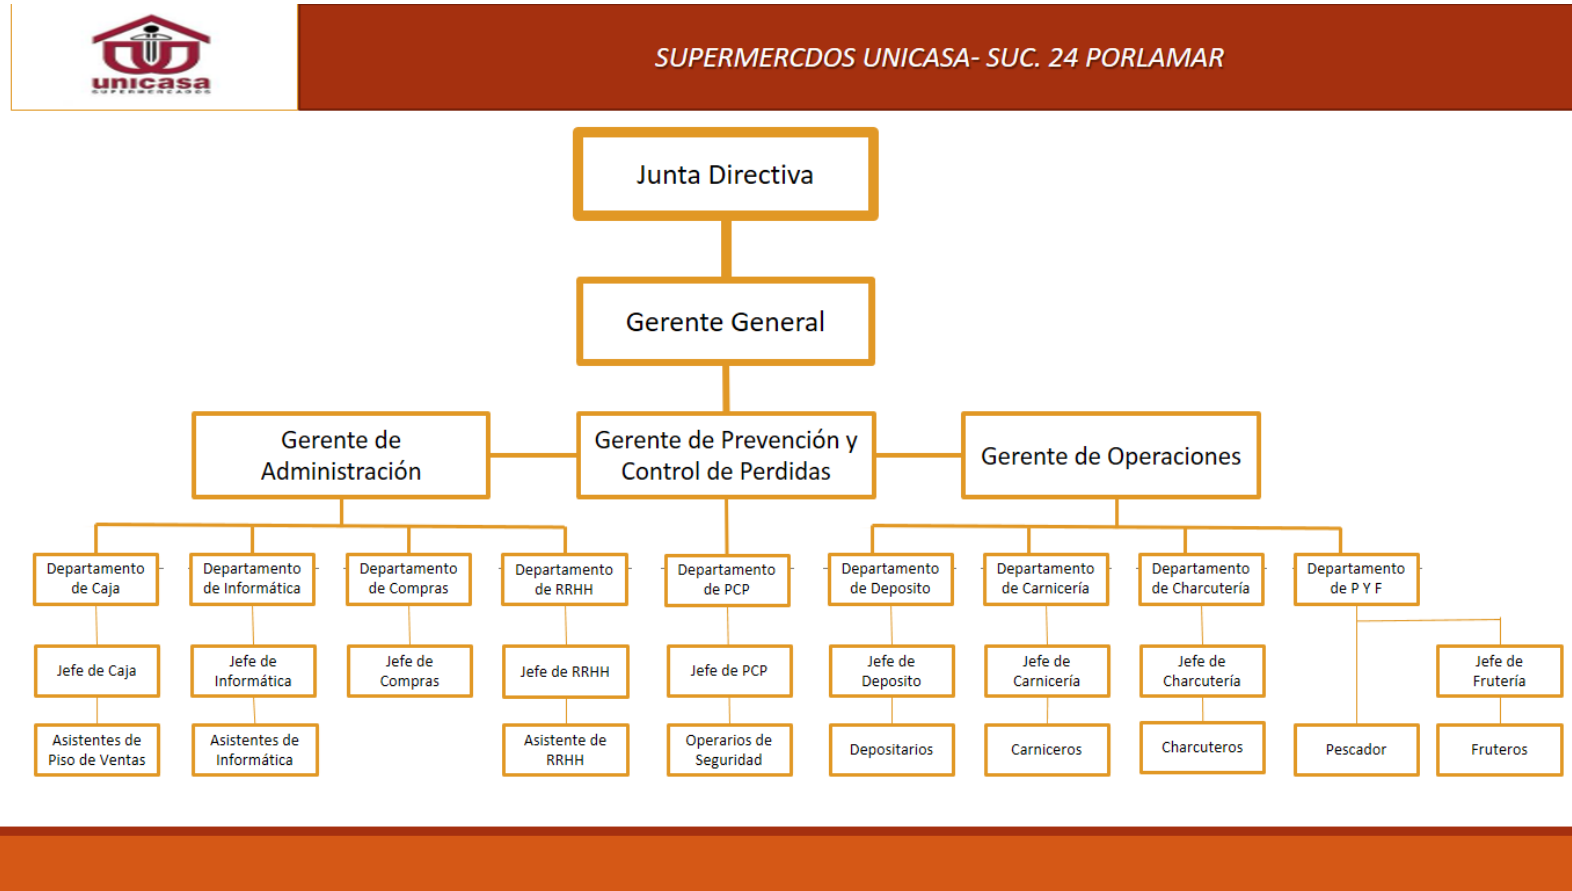 unicasa
SUPERMERCADOS
SUPERMERCDOS UNICASA- SUC. 24 PORLAMAR
Junta Directiva
Gerente General
Gerente de
Administración
Gerente de Prevención y
Control de Perdidas
Gerente de Operaciones
Departamento
de Caja
Departamento
de Informática
Departamento
de Compras
Departamento
de RRHH
Departamento
de PCP
Departamento
de Deposito
Departamento
de Carnicería
Departamento
de Charcutería
Departamento
de P Y F
Jefe de Caja
Jefe de
Informática
Jefe de
Compras
Jefe de RRHH
Jefe de PCP
Jefe de
Deposito
Jefe de
Carnicería
Jefe de
Charcutería
Jefe de
Frutería
Asistentes de
Piso de Ventas
Asistentes de
Informática
Asistente de
RRHH
Operarios de
Seguridad
Depositarios
Carniceros
Charcuteros
Pescador
Fruteros